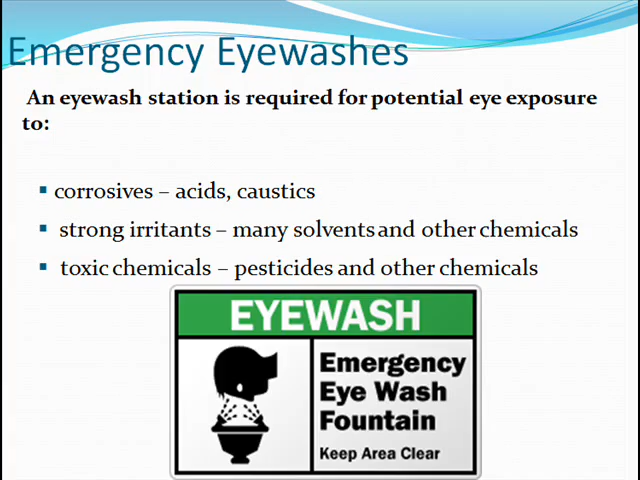 Emergency Eyewashes
An eyewash station is required for potential eye exposure
to:
▪ corrosives – acids, caustics
▪ strong irritants – many solvents and other chemicals
▪ toxic chemicals – pesticides and other chemicals
EYEWASH
Emergency
Eye Wash
Fountain
Keep Area Clear